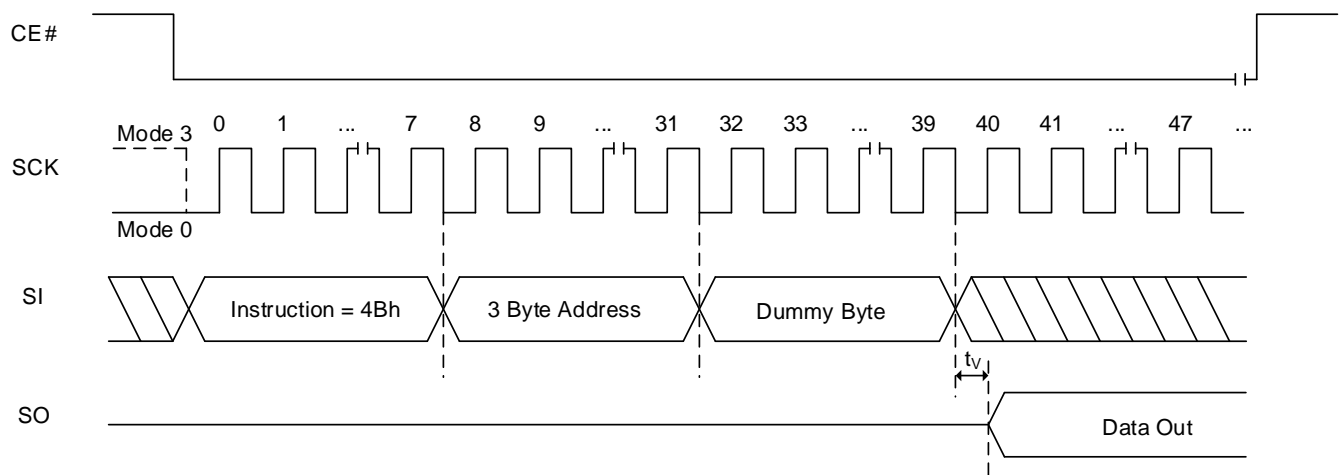 CE#
Mode 3 0 1 ... 7 8 9 ... 31 32 33 ... 39 40 41 ... 47 ...
SCK
Mode 0
SI Instruction = 4Bh 3 Byte Address Dummy Byte
tV
SO Data Out